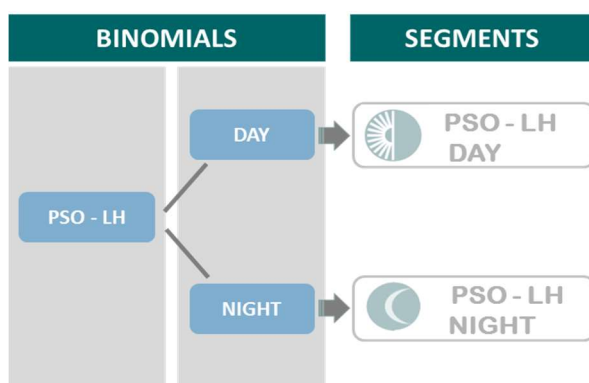 BINOMIALS
SEGMENTS
DAY
PSO - LH
DAY
PSO - LH
NIGHT
PSO - LH
NIGHT